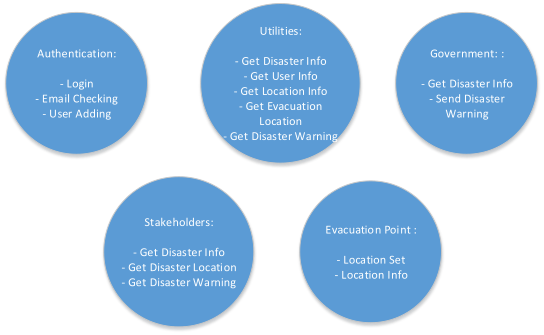 Authentication:
- Login
- Email Checking
- User Adding
Utilities:
- Get Disaster Info
- Get User Info
- Get Location Info
- Get Evacuation
Location
- Get Disaster Warning
Government: :
- Get Disaster Info
- Send Disaster
Warning
Stakeholders:
- Get Disaster Info
- Get Disaster Location
- Get Disaster Warning
Evacuation Point :
- Location Set
- Location Info